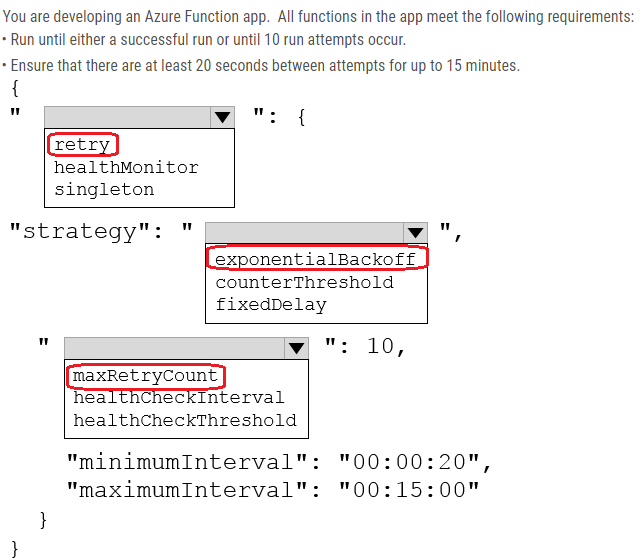 You are developing an Azure Function app.  All functions in the app meet the following requirements:
• Run until either a successful run or until 10 run attempts occur.
• Ensure that there are at least 20 seconds between attempts for up to 15 minutes.
{
" ": {
retry
healthMonitor
singleton
"strategy": " ",
exponentialBackoff
counterThreshold
fixedDelay
" ": 10,
maxRetryCount
healthCheckInterval
healthCheckThreshold
"minimumInterval": "00:00:20",
"maximumInterval": "00:15:00"
}
}